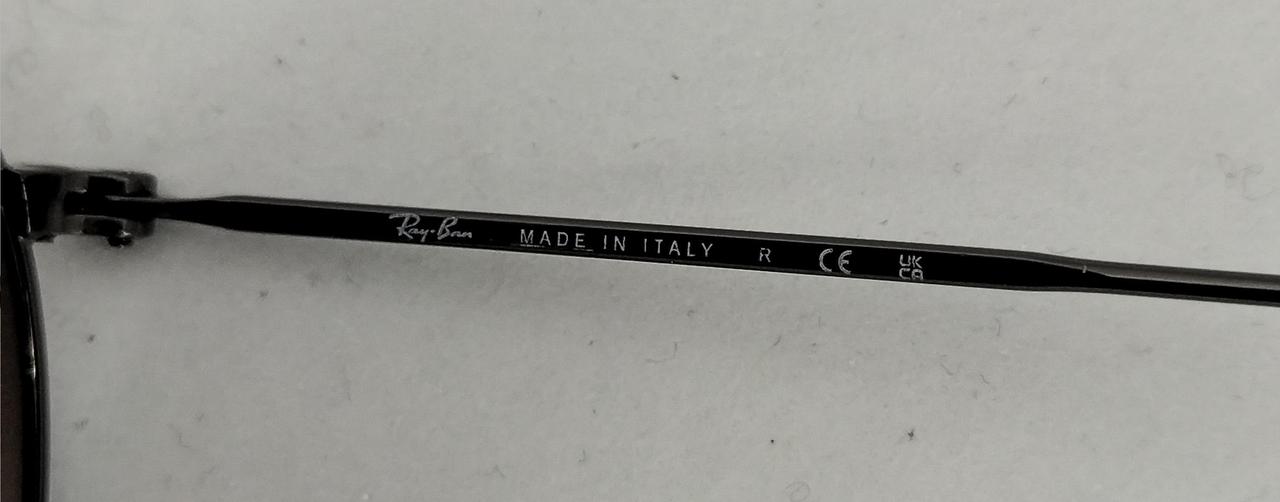 Ray-Ban MADE IN ITALY R CE UK
CA